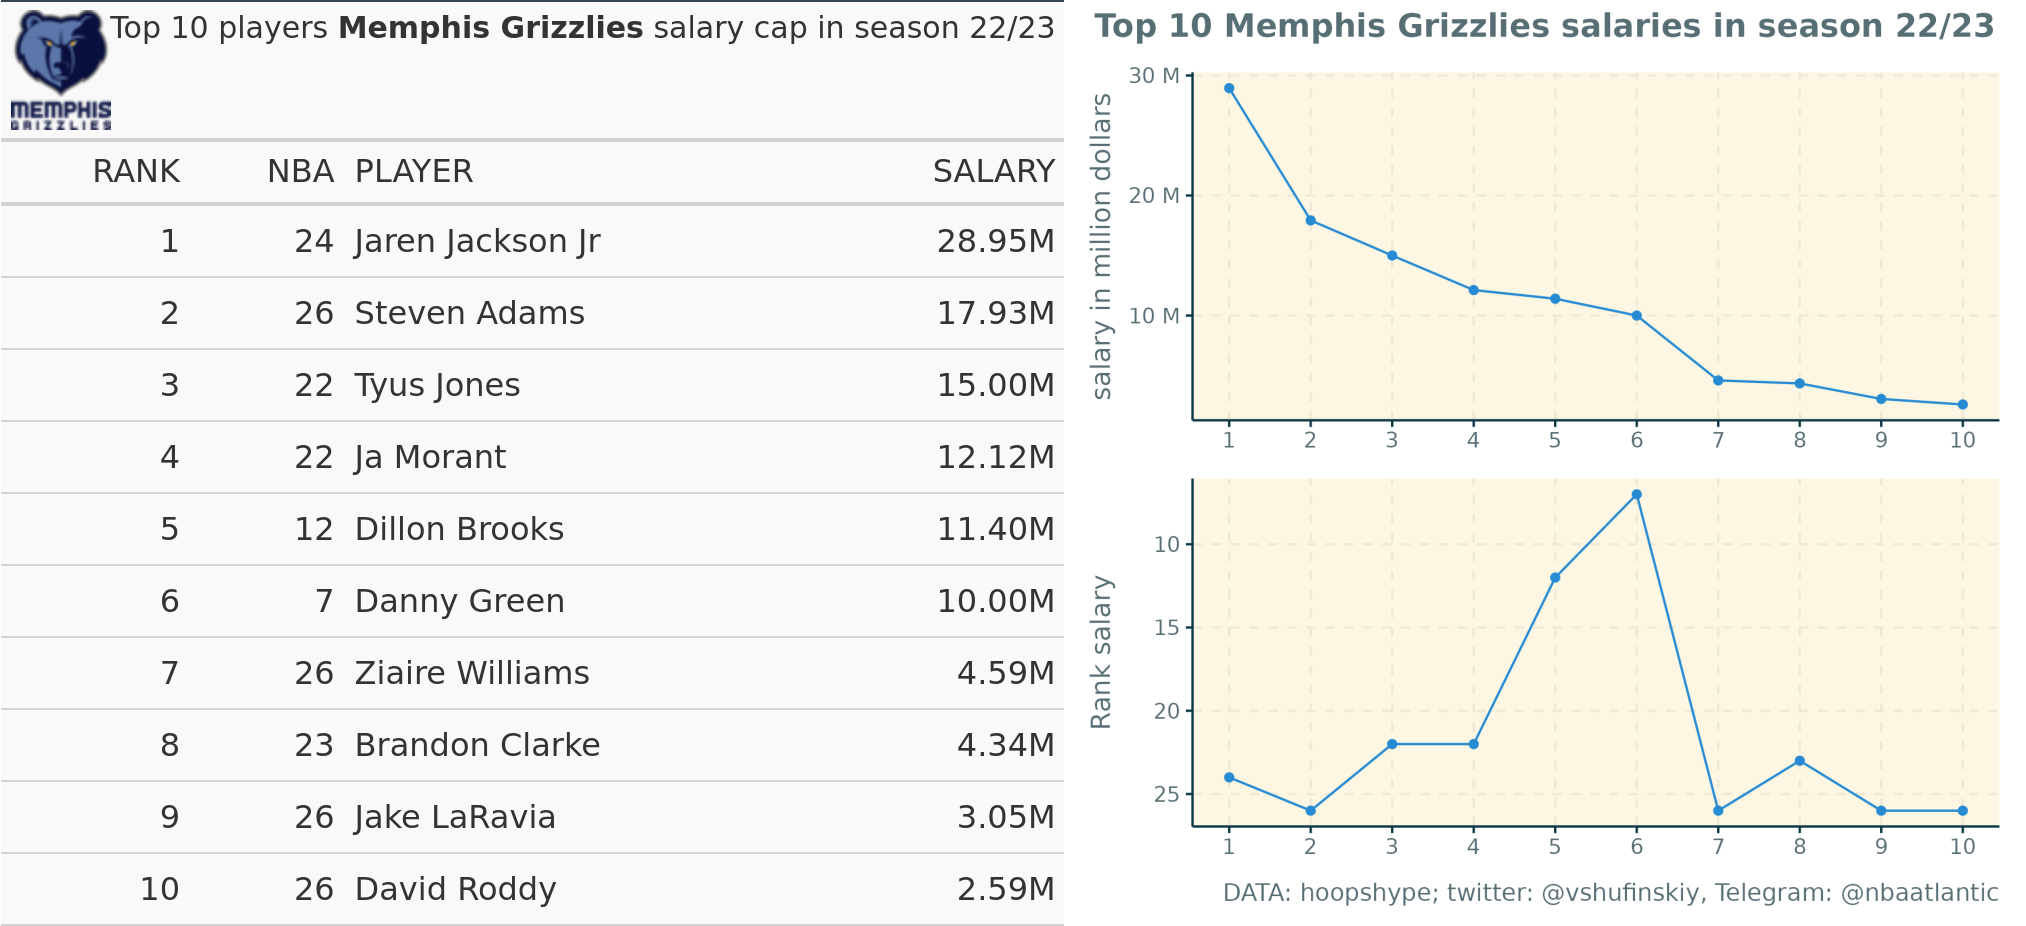 Top 10 players Memphis Grizzlies salary cap in season 22/23
MEMPHIS
GRIZZLIES
RANK NBA PLAYER SALARY
1 24 Jaren Jackson Jr 28.95M
2 26 Steven Adams 17.93M
3 22 Tyus Jones 15.00M
4 22 Ja Morant 12.12M
5 12 Dillon Brooks 11.40M
6 7 Danny Green 10.00M
7 26 Ziaire Williams 4.59M
8 23 Brandon Clarke 4.34M
9 26 Jake LaRavia 3.05M
10 26 David Roddy 2.59M
Top 10 Memphis Grizzlies salaries in season 22/23
salary in million dollars
30 M
20 M
10 M
1 2 3 4 5 6 7 8 9 10
Rank salary
10
15
20
25
1 2 3 4 5 6 7 8 9 10
DATA: hoopshype; twitter: @vshufinskiy, Telegram: @nbaatlantic